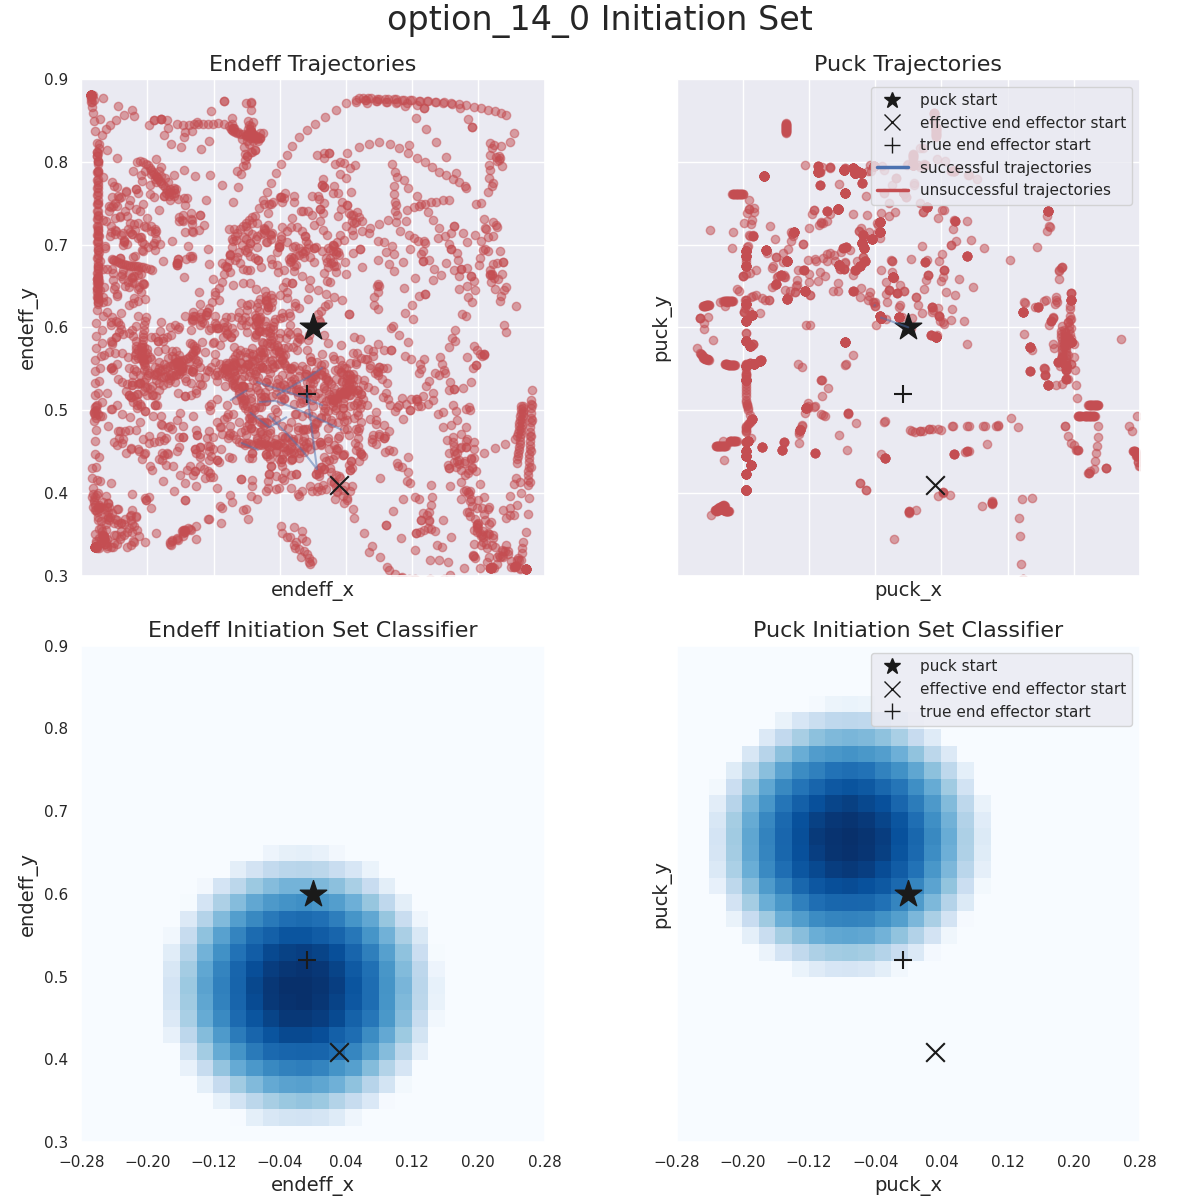 option_14_0 Initiation Set
Endeff Trajectories
Puck Trajectories
0.9
0.8
0.7
0.6
0.5
0.4
0.3
endeff_y
endeff_x
puck_y
puck_x
puck start
effective end effector start
true end effector start
successful trajectories
unsuccessful trajectories
Endeff Initiation Set Classifier
Puck Initiation Set Classifier
0.9
0.8
0.7
0.6
0.5
0.4
0.3
endeff_y
−0.28 −0.20 −0.12 −0.04 0.04 0.12 0.20 0.28
endeff_x
puck_y
puck start
effective end effector start
true end effector start
−0.28 −0.20 −0.12 −0.04 0.04 0.12 0.20 0.28
puck_x